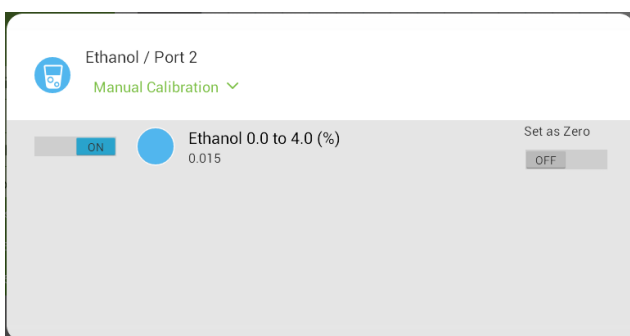 Ethanol / Port 2
Manual Calibration
ON
Ethanol 0.0 to 4.0 (%)
0.015
Set as Zero
OFF